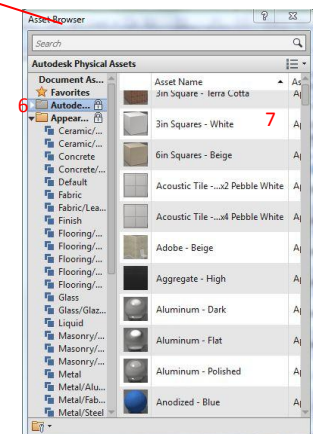 Asset Browser
Search
Autodesk Physical Assets
Document As...
Favorites
6 Autode...
Appear...
Ceramic/...
Ceramic/...
Concrete
Concrete/...
Default
Fabric
Fabric/Lea...
Finish
Flooring/...
Flooring/...
Flooring/...
Flooring/...
Glass
Glass/Glaz...
Liquid
Masonry/...
Masonry/...
Metal
Metal/Alu...
Metal/Fab...
Metal/Steel
Asset Name As
3in Square - Terra Cotta A
3in Squares - White 7 A
6in Squares - Beige A
Acoustic Tile -...x2 Pebble White A
Acoustic Tile -...x4 Pebble White A
Adobe - Beige A
Aggregate - High A
Aluminum - Dark A
Aluminum - Flat A
Aluminum - Polished A
Anodized - Blue A